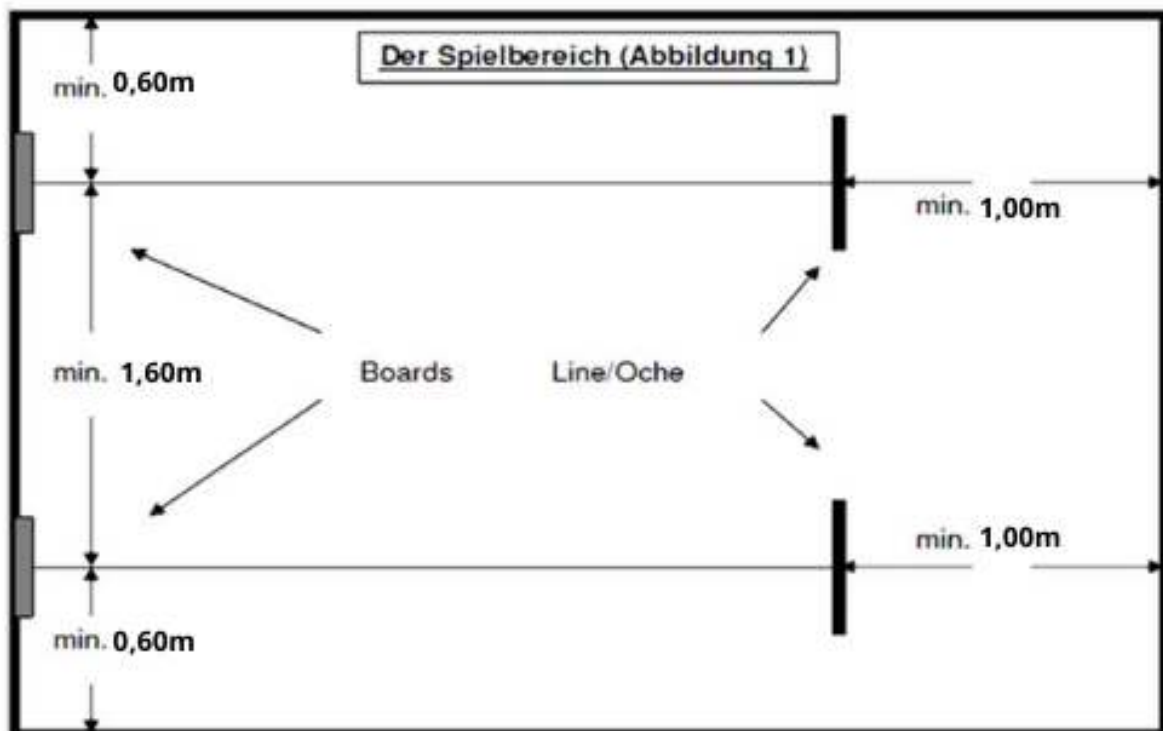 Der Spielbereich (Abbildung 1)
min. 0,60m
min. 1,00m
min. 1,60m
Boards
Line/Oche
min. 1,00m
min. 0,60m